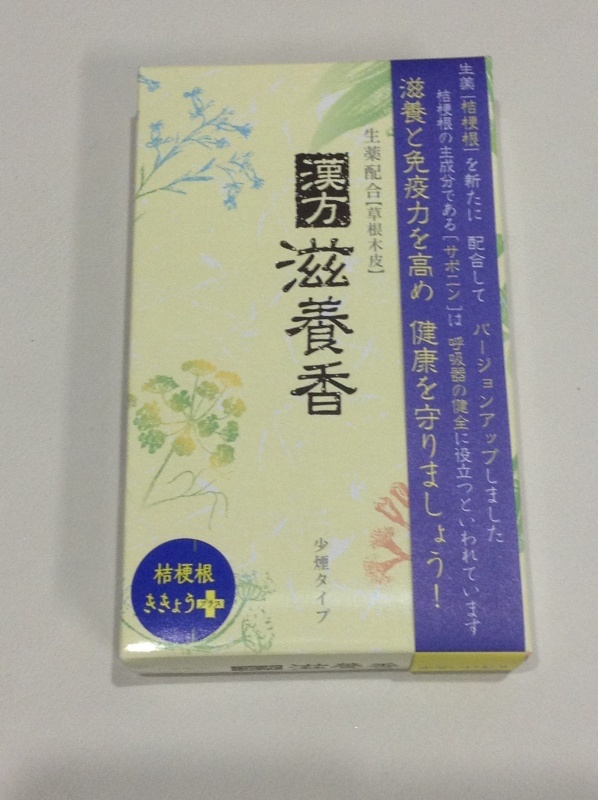 生薬［桔梗根］を新たに 配合して バージョンアップしました
桔梗根の主成分である［サポニン］は 呼吸器の健全に役立つといわれています
滋養と免疫力を高め 健康を守りましょう！
生薬配合［草根木皮］
漢方
滋養香
少煙タイプ
桔梗根
ききょう
プラス
滋養香